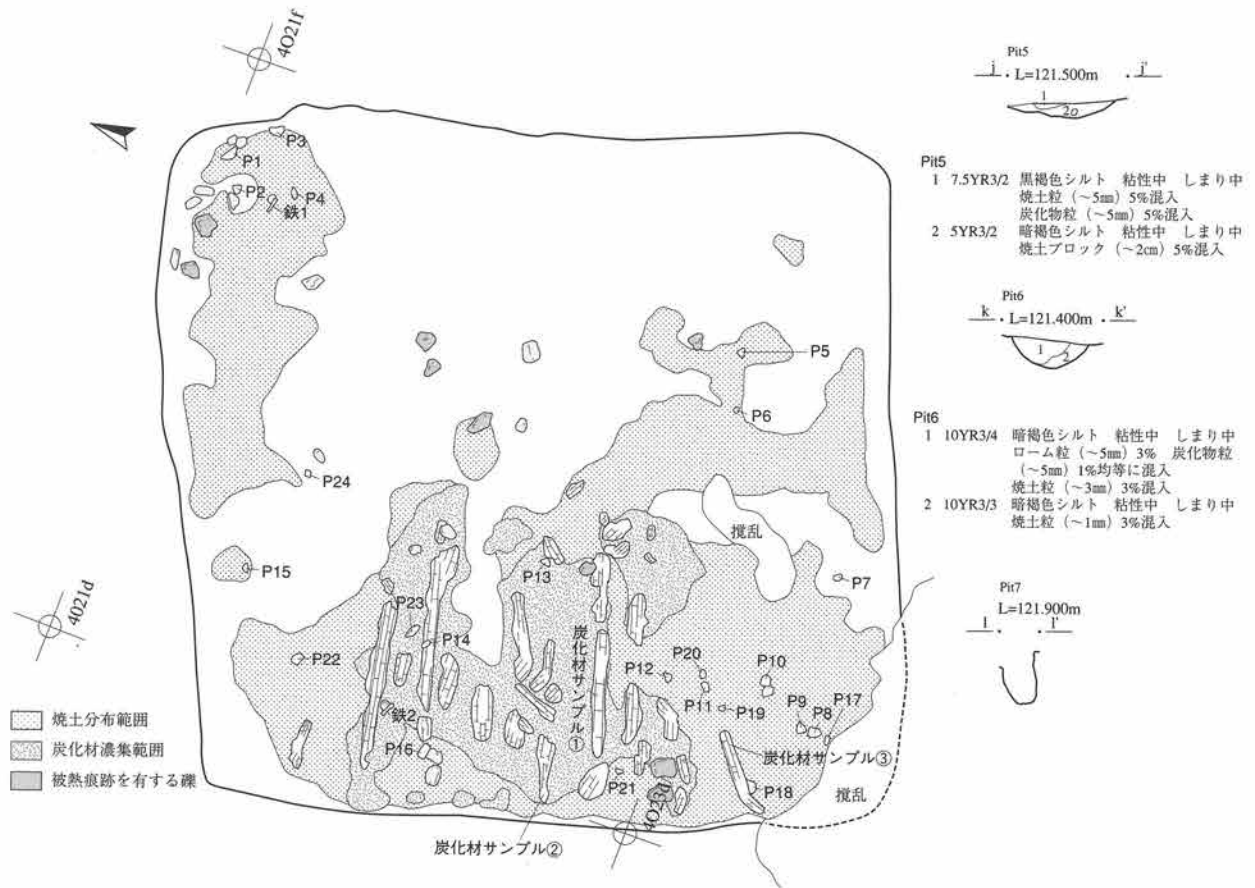 4O21f
P3
P1
P2
P4
鉄1
P5
P6
P24
攪乱
P15
P13
P7
4O21d
P23
炭化材サンプル①
P14
P22
P12
P20
P10
P11
P19
P9
P8
P17
鉄2
P16
炭化材サンプル③
P21
P18
4O23d
攪乱
炭化材サンプル②
焼土分布範囲
炭化材濃集範囲
被熱痕跡を有する礫
Pit5
j ・ L=121.500m ・ j'
1
2
Pit5
1 7.5YR3/2 黒褐色シルト 粘性中 しまり中
焼土粒(~5㎜)5%混入
炭化物粒(~5㎜)5%混入
2 5YR3/2 暗褐色シルト 粘性中 しまり中
焼土ブロック(~2㎝)5%混入
Pit6
k ・ L=121.400m ・ k'
1
2
Pit6
1 10YR3/4 暗褐色シルト 粘性中 しまり中
ローム粒(~5㎜)3% 炭化物粒
(~5㎜)1%均等に混入
焼土粒(~3㎜)3%混入
2 10YR3/3 暗褐色シルト 粘性中 しまり中
焼土粒(~1㎜)3%混入
Pit7
L=121.900m
l ・ ・ l'